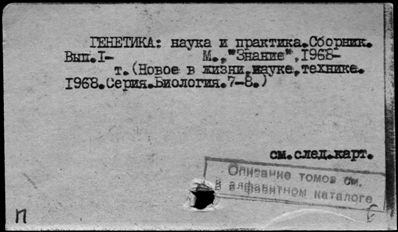 ГЕНЕТИКА: наука и практика.Сборник.
Вып.1- М.,"Знание",1968-
т.(Новое в жизни,науке,технике.
1968.Серия.Биология.7-8.)
см.след.карт.
Описание томов см.
в алфавитном каталоге
П